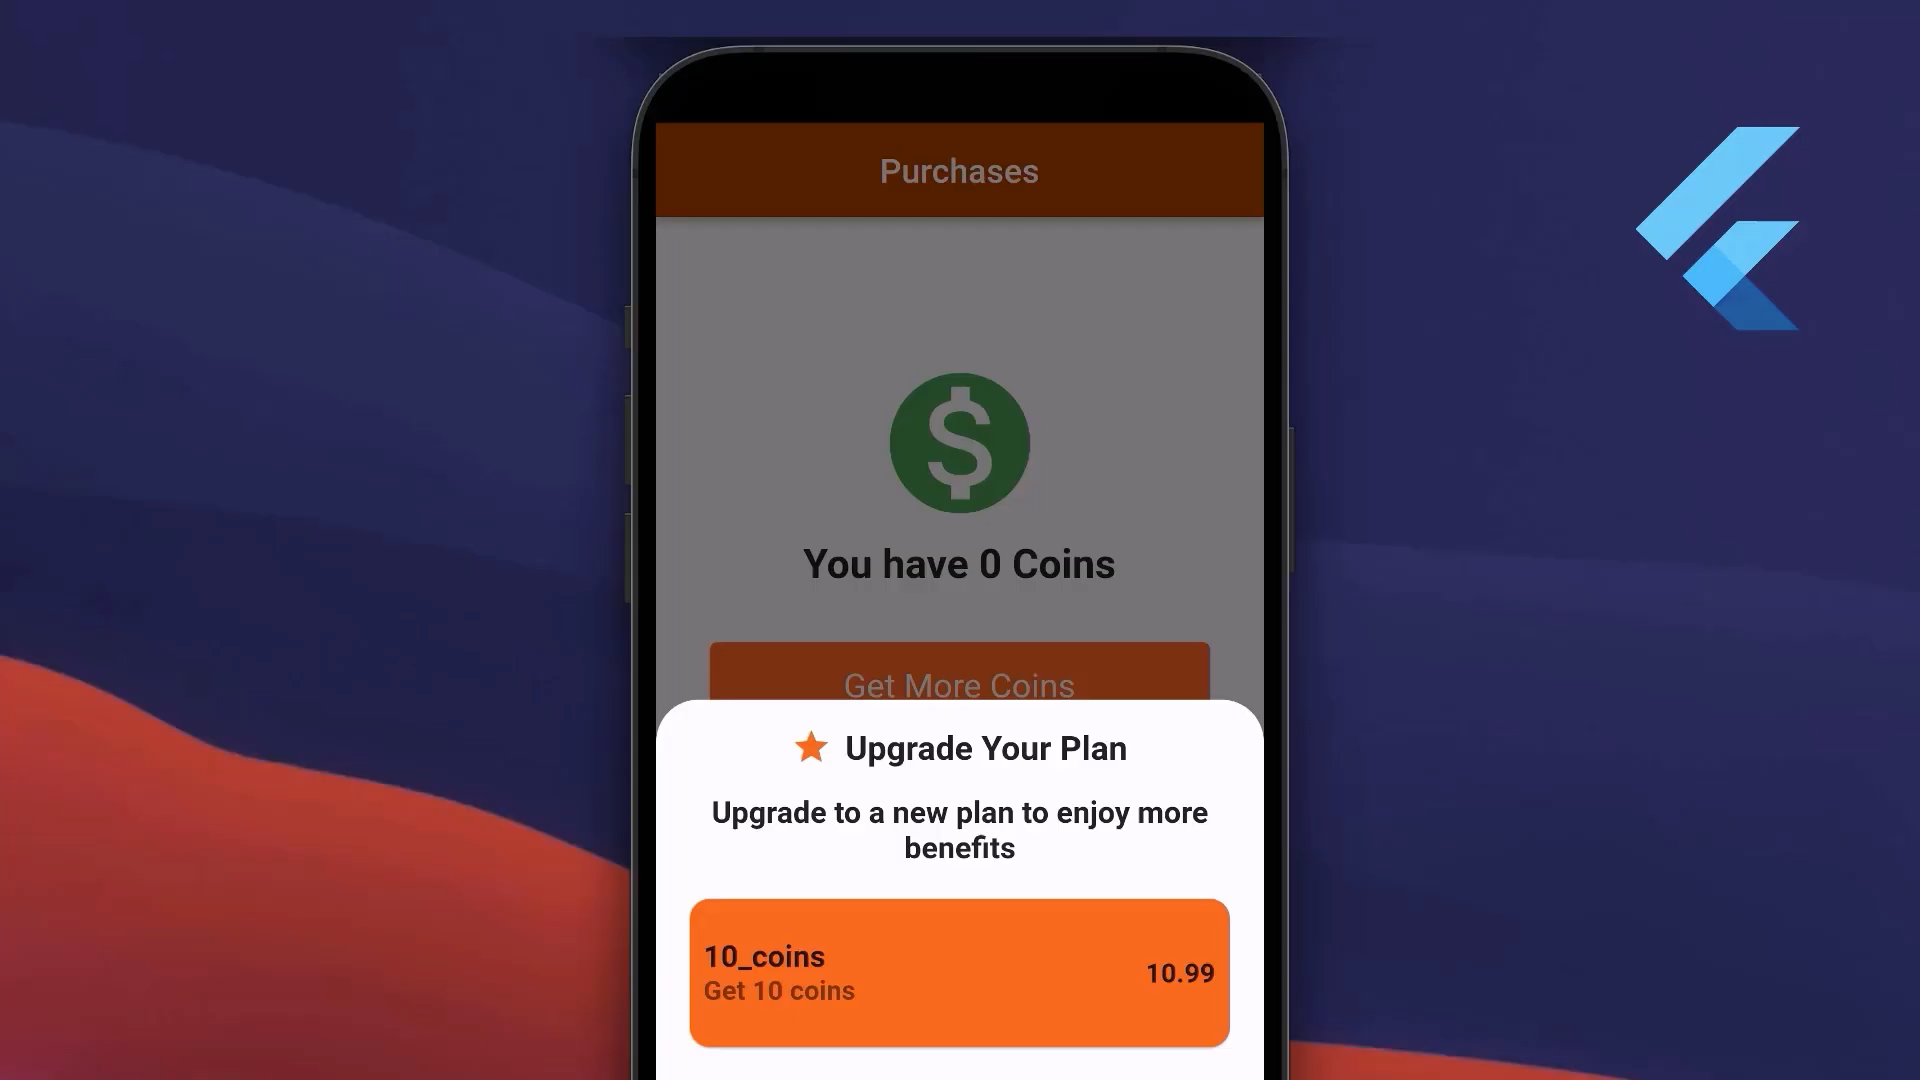 Purchases
$
You have 0 Coins
Get More Coins
Upgrade Your Plan
Upgrade to a new plan to enjoy more
benefits
10_coins
Get 10 coins
10.99